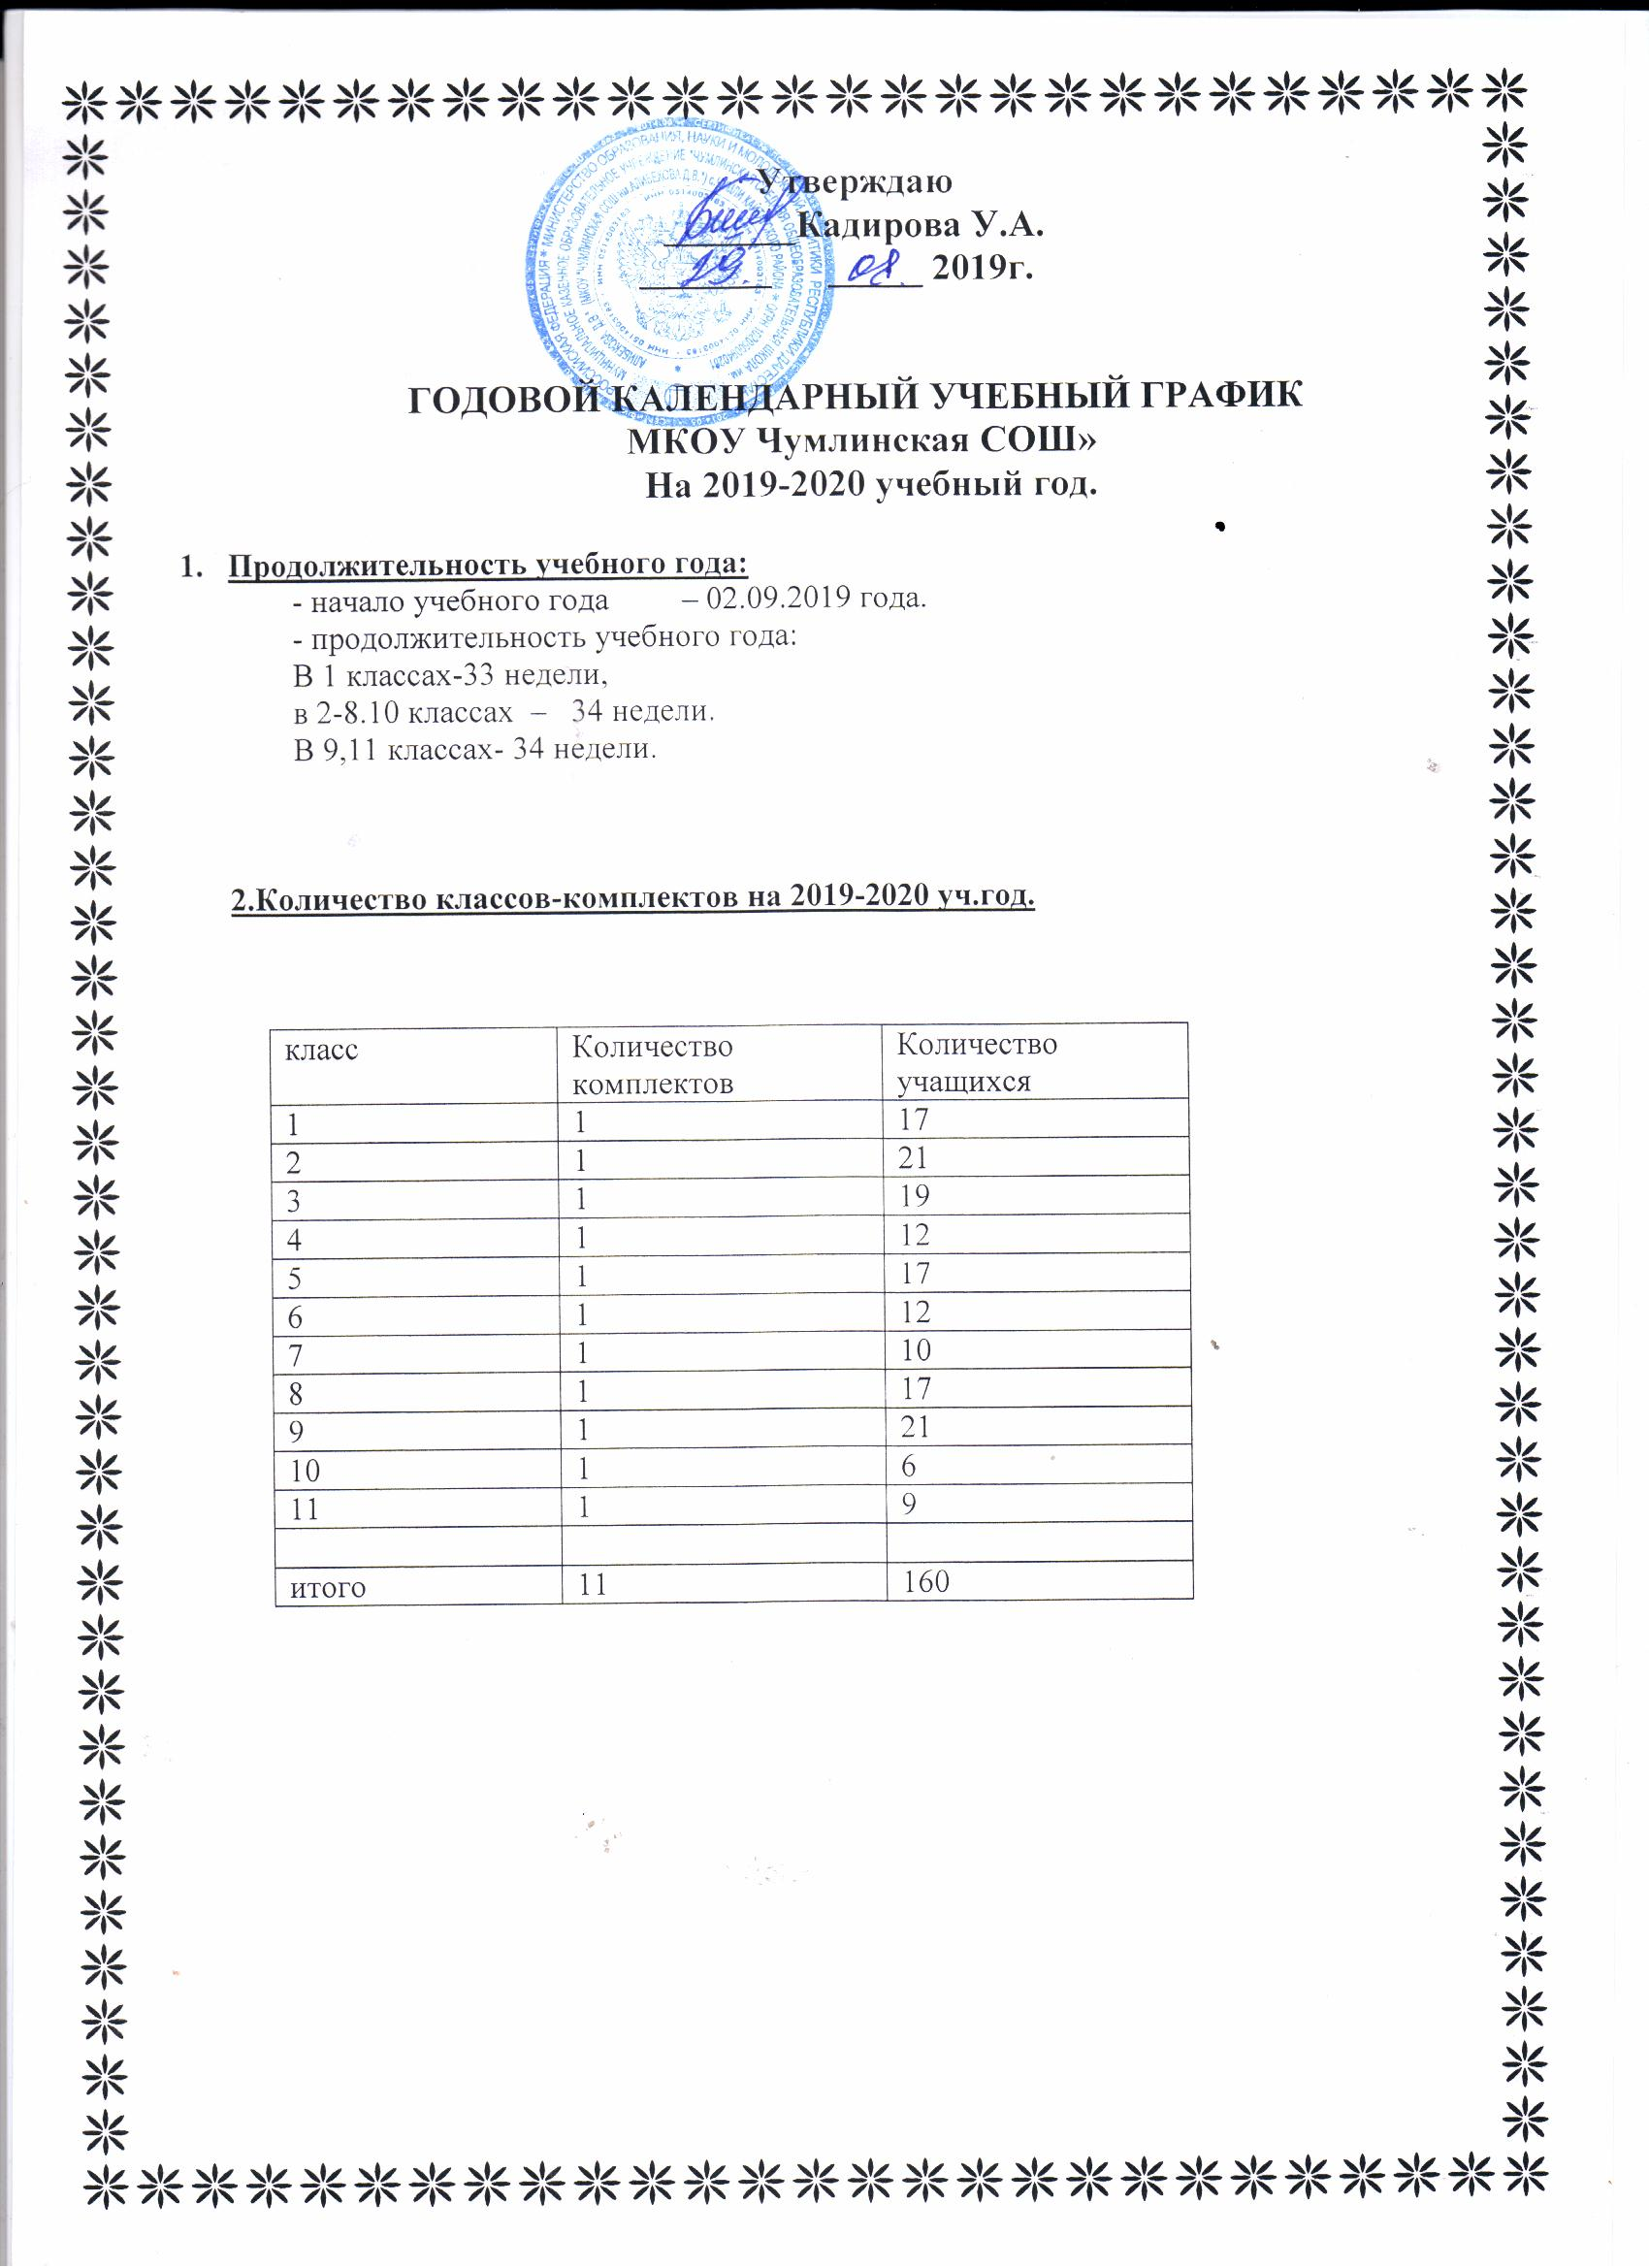 Утверждаю
Кадирова У.А.
29. 08. 2019г.
ГОДОВОЙ КАЛЕНДАРНЫЙ УЧЕБНЫЙ ГРАФИК
МКОУ Чумлинская СОШ»
На 2019-2020 учебный год.
1. Продолжительность учебного года:
- начало учебного года – 02.09.2019 года.
- продолжительность учебного года:
В 1 классах-33 недели,
в 2-8.10 классах – 34 недели.
В 9,11 классах- 34 недели.
2.Количество классов-комплектов на 2019-2020 уч.год.
класс Количество комплектов Количество учащихся
1 1 17
2 1 21
3 1 19
4 1 12
5 1 17
6 1 12
7 1 10
8 1 17
9 1 21
10 1 6
11 1 9
итого 11 160